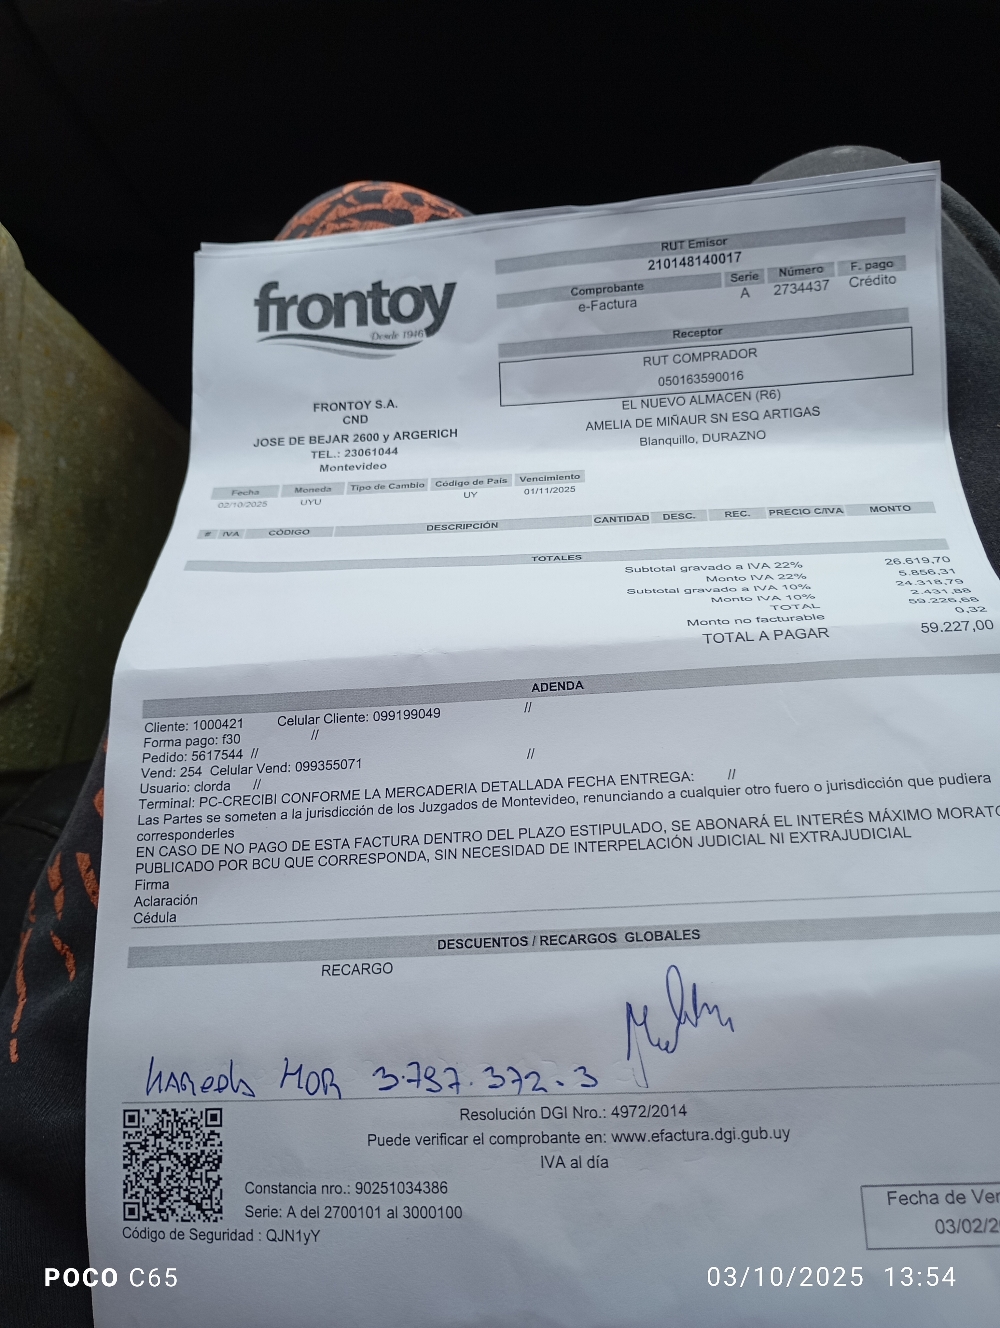 frontoy
Desde 1946
FRONTOY S.A.
CND
JOSE DE BEJAR 2600 y ARGERICH
TEL.: 23061044
Montevideo
RUT Emisor
210148140017
Comprobante Serie Número F. pago
e-Factura A 2734437 Crédito
Receptor
RUT COMPRADOR
050163590016
EL NUEVO ALMACEN (R6)
AMELIA DE MIÑAUR SN ESQ ARTIGAS
Blanquillo, DURAZNO
Fecha Moneda Tipo de Cambio Código de País Vencimiento
02/10/2025 UYU UY 01/11/2025
# IVA CÓDIGO DESCRIPCIÓN CANTIDAD DESC. REC. PRECIO C/IVA MONTO
TOTALES
Subtotal gravado a IVA 22% 26.619,70
Monto IVA 22% 5.856,31
Subtotal gravado a IVA 10% 24.318,79
Monto IVA 10% 2.431,88
TOTAL 59.226,68
Monto no facturable 0,32
TOTAL A PAGAR 59.227,00
ADENDA
Cliente: 1000421 Celular Cliente: 099199049 //
Forma pago: f30 //
Pedido: 5617544 //
Vend: 254 Celular Vend: 099355071 //
Usuario: clorda //
Terminal: PC-CRECIBI CONFORME LA MERCADERIA DETALLADA FECHA ENTREGA: //
Las Partes se someten a la jurisdicción de los Juzgados de Montevideo, renunciando a cualquier otro fuero o jurisdicción que pudiera
corresponderles
EN CASO DE NO PAGO DE ESTA FACTURA DENTRO DEL PLAZO ESTIPULADO, SE ABONARÁ EL INTERÉS MÁXIMO MORATO
PUBLICADO POR BCU QUE CORRESPONDA, SIN NECESIDAD DE INTERPELACIÓN JUDICIAL NI EXTRAJUDICIAL
Firma
Aclaración
Cédula
DESCUENTOS / RECARGOS GLOBALES
RECARGO
MOR 3.797.372-3
Resolución DGI Nro.: 4972/2014
Puede verificar el comprobante en: www.efactura.dgi.gub.uy
IVA al día
Constancia nro.: 90251034386
Serie: A del 2700101 al 3000100
Código de Seguridad : QJN1yY
Fecha de Ver
03/02/2
POCO C65
03/10/2025 13:54